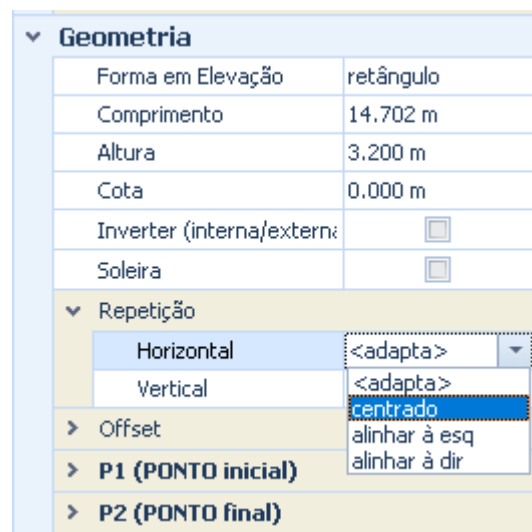 Geometria
Forma em Elevação retângulo
Comprimento 14.702 m
Altura 3.200 m
Cota 0.000 m
Inverter (interna/externa
Soleira
Repetição
Horizontal <adapta>
Vertical <adapta>
centrado
Offset alinhar à esq
alinhar à dir
P1 (PONTO inicial)
P2 (PONTO final)